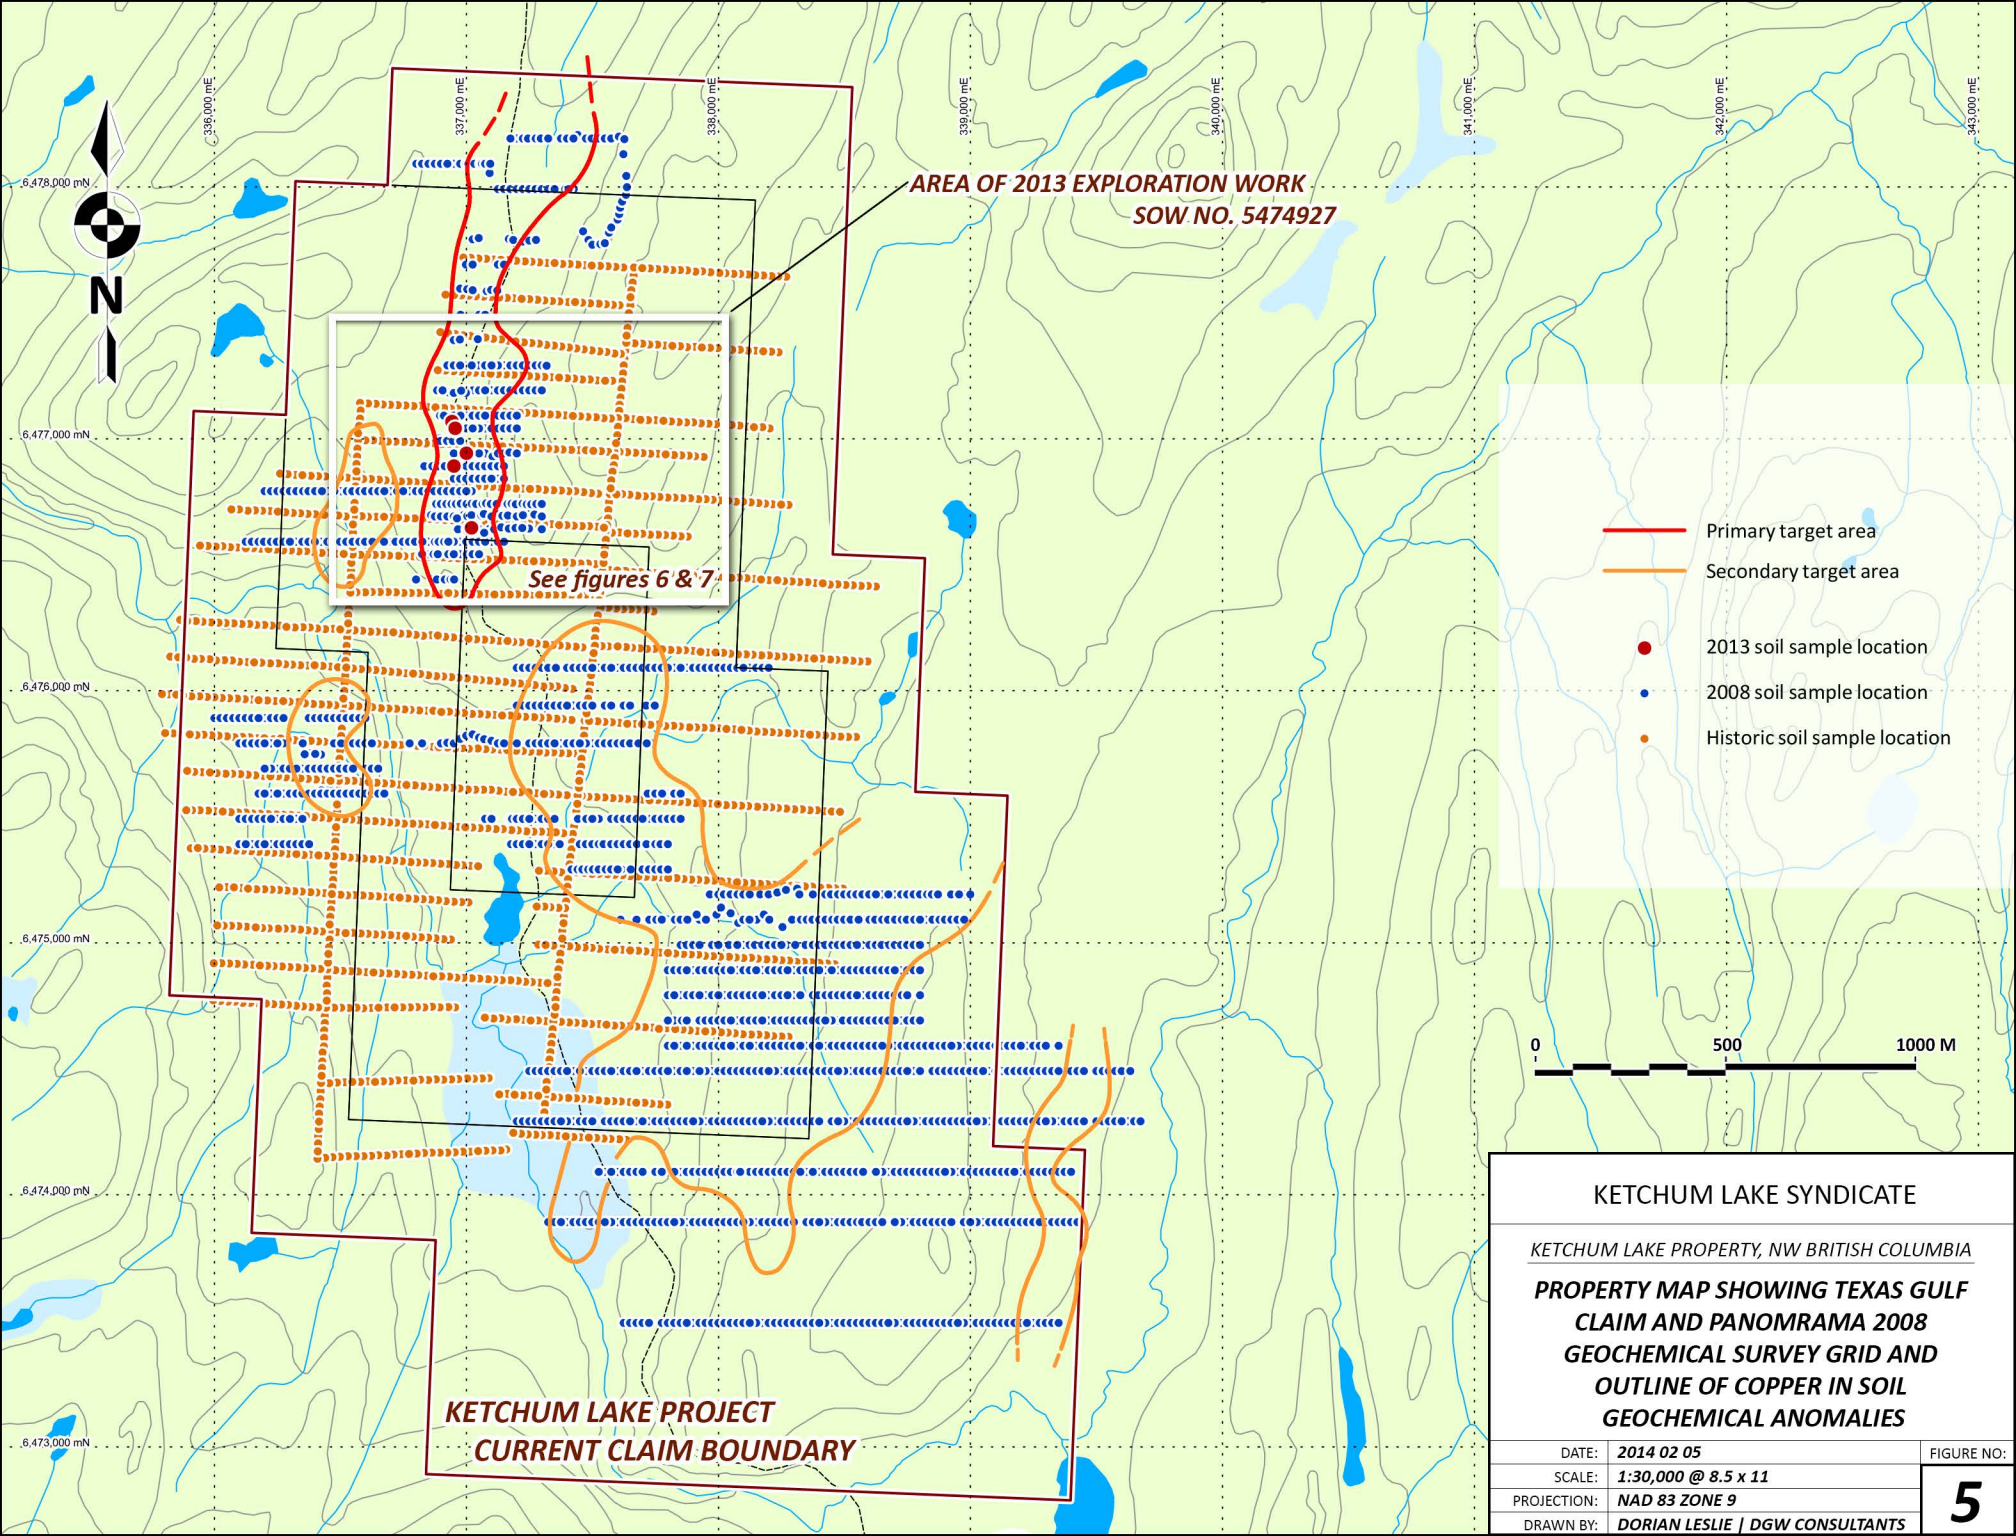 336,000 mE
337,000 mE
338,000 mE
339,000 mE
340,000 mE
341,000 mE
342,000 mE
343,000 mE
6,478,000 mN
6,477,000 mN
6,476,000 mN
6,475,000 mN
6,474,000 mN
6,473,000 mN
N
AREA OF 2013 EXPLORATION WORK
SOW NO. 5474927
See figures 6 & 7
Primary target area
Secondary target area
2013 soil sample location
2008 soil sample location
Historic soil sample location
0 500 1000 M
KETCHUM LAKE PROJECT
CURRENT CLAIM BOUNDARY
KETCHUM LAKE SYNDICATE
KETCHUM LAKE PROPERTY, NW BRITISH COLUMBIA
PROPERTY MAP SHOWING TEXAS GULF
CLAIM AND PANOMRAMA 2008
GEOCHEMICAL SURVEY GRID AND
OUTLINE OF COPPER IN SOIL
GEOCHEMICAL ANOMALIES
DATE: 2014 02 05
SCALE: 1:30,000 @ 8.5 x 11
PROJECTION: NAD 83 ZONE 9
DRAWN BY: DORIAN LESLIE | DGW CONSULTANTS
FIGURE NO:
5